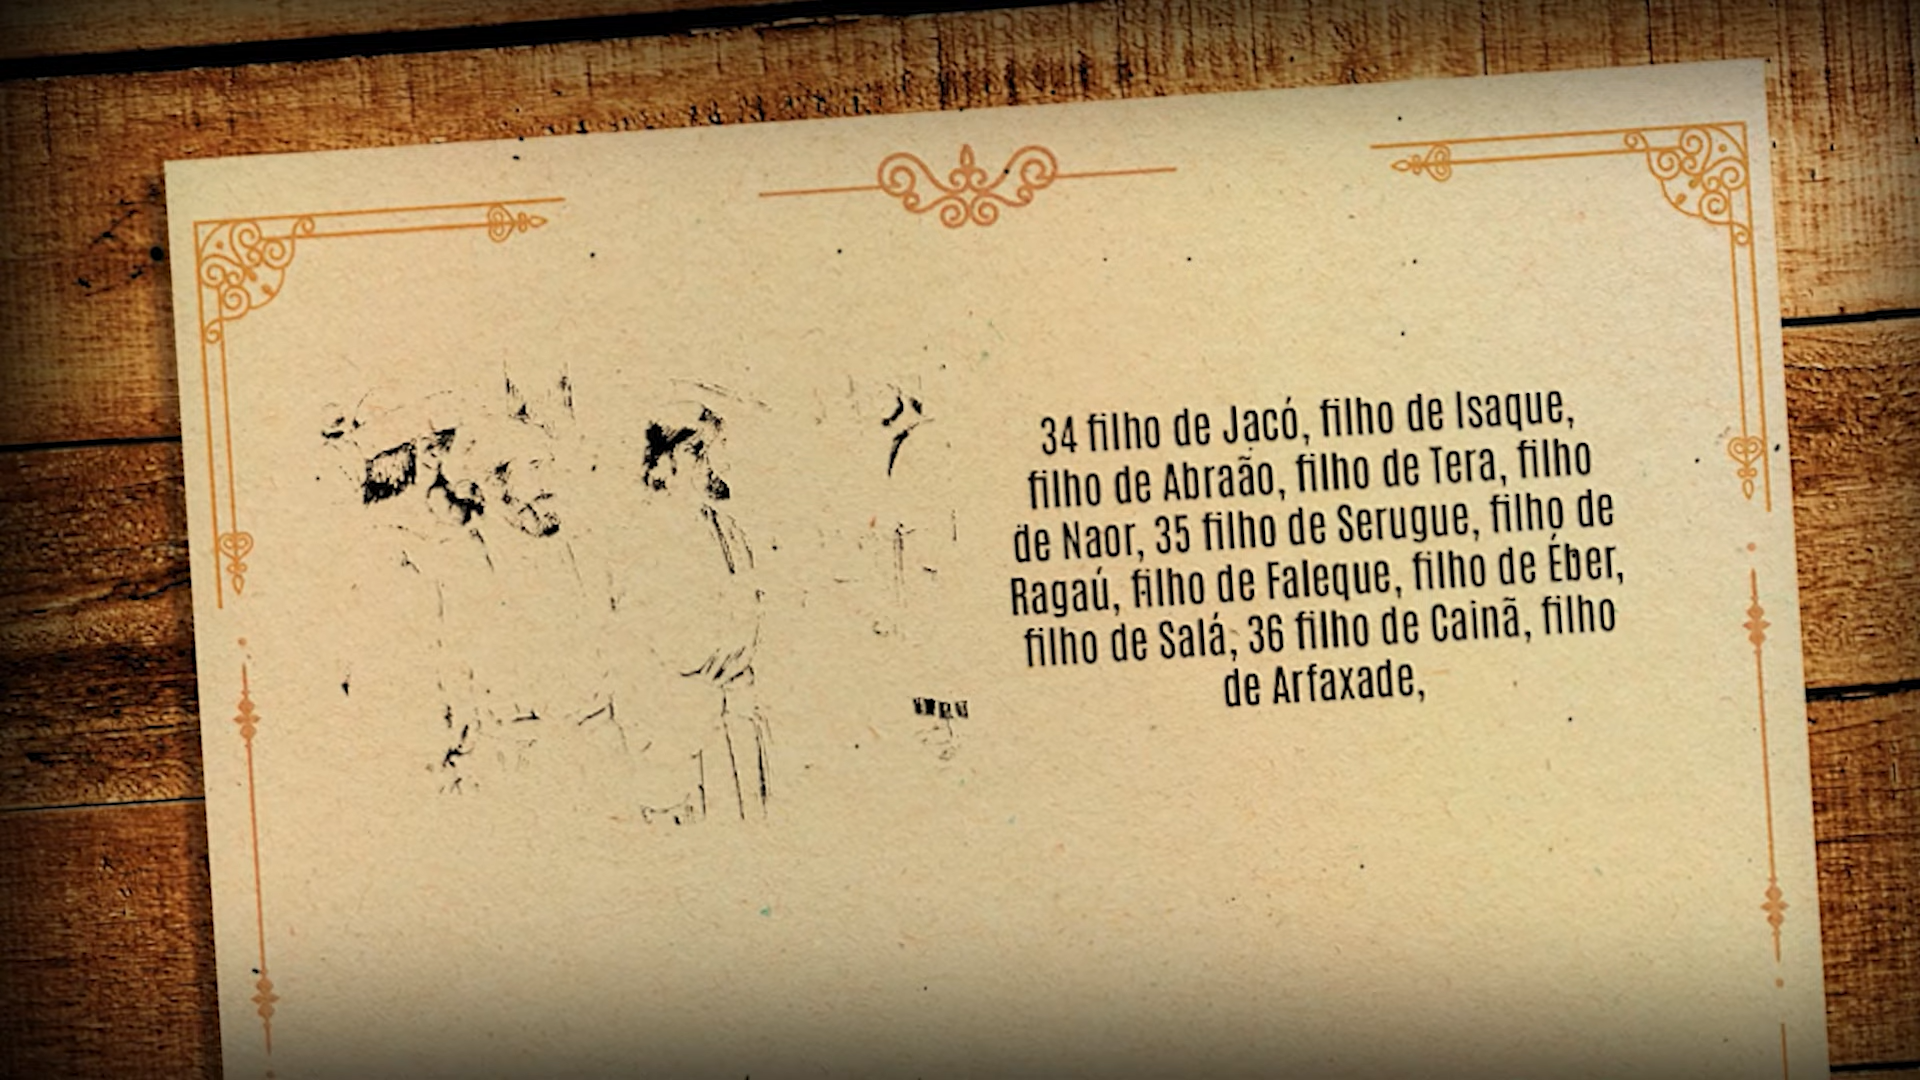 34 filho de Jacó, filho de Isaque,
filho de Abraão, filho de Tera, filho
de Naor, 35 filho de Serugue, filho de
Ragaú, filho de Faleque, filho de Éber,
filho de Salá, 36 filho de Cainã, filho
de Arfaxade,